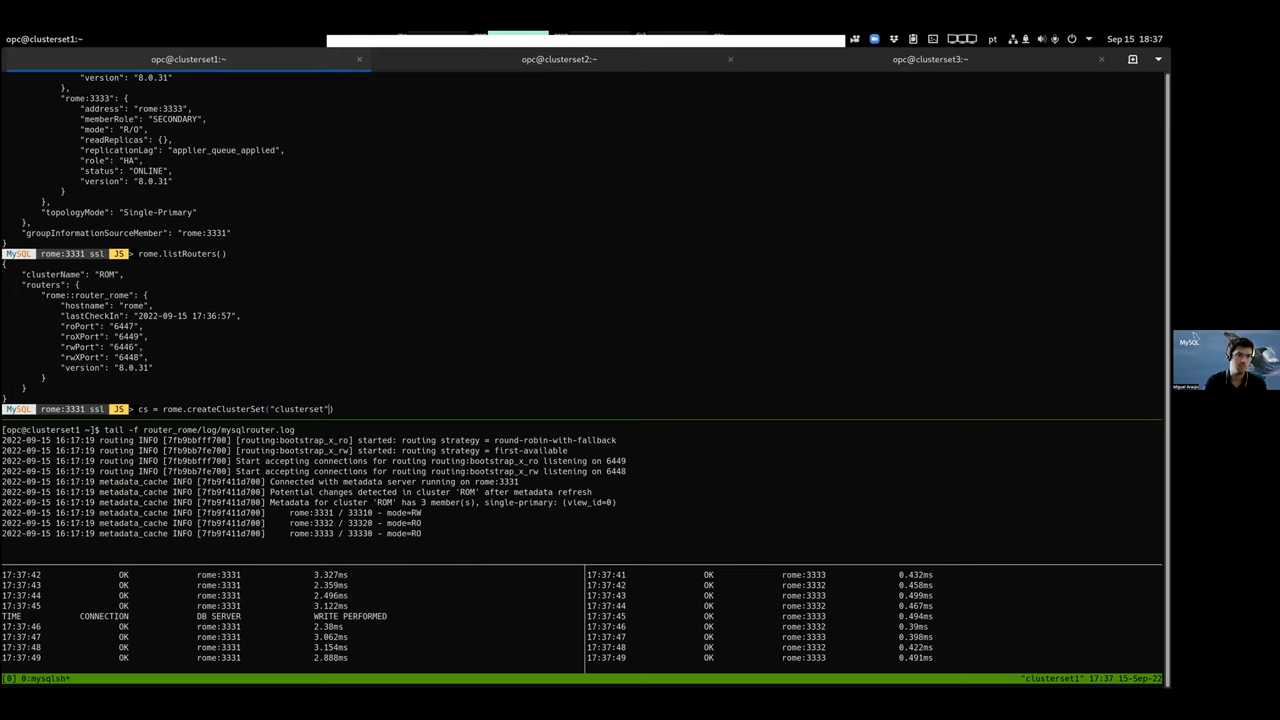 opc@clusterset1:~
pt
Sep 15 18:37
opc@clusterset1:~ ×
opc@clusterset2:~ ×
opc@clusterset3:~ ×
"version": "8.0.31"
},
"rome:3333": {
"address": "rome:3333",
"memberRole": "SECONDARY",
"mode": "R/O",
"readReplicas": {},
"replicationLag": "applier_queue_applied",
"role": "HA",
"status": "ONLINE",
"version": "8.0.31"
}
},
"topologyMode": "Single-Primary"
},
"groupInformationSourceMember": "rome:3331"
}
MySQL rome:3331 ssl JS > rome.listRouters()
{
"clusterName": "ROM",
"routers": {
"rome::router_rome": {
"hostname": "rome",
"lastCheckIn": "2022-09-15 17:36:57",
"roPort": "6447",
"roXPort": "6449",
"rwPort": "6446",
"rwXPort": "6448",
"version": "8.0.31"
}
}
}
MySQL rome:3331 ssl JS > cs = rome.createClusterSet("clusterset")
[opc@clusterset1 ~]$ tail -f router_rome/log/mysqlrouter.log
2022-09-15 16:17:19 routing INFO [7fb9bbfff700] [routing:bootstrap_x_ro] started: routing strategy = round-robin-with-fallback
2022-09-15 16:17:19 routing INFO [7fb9bb7fe700] [routing:bootstrap_x_rw] started: routing strategy = first-available
2022-09-15 16:17:19 routing INFO [7fb9bbfff700] Start accepting connections for routing routing:bootstrap_x_ro listening on 6449
2022-09-15 16:17:19 routing INFO [7fb9bb7fe700] Start accepting connections for routing routing:bootstrap_x_rw listening on 6448
2022-09-15 16:17:19 metadata_cache INFO [7fb9f411d700] Connected with metadata server running on rome:3331
2022-09-15 16:17:19 metadata_cache INFO [7fb9f411d700] Potential changes detected in cluster 'ROM' after metadata refresh
2022-09-15 16:17:19 metadata_cache INFO [7fb9f411d700] Metadata for cluster 'ROM' has 3 member(s), single-primary: (view_id=0)
2022-09-15 16:17:19 metadata_cache INFO [7fb9f411d700] rome:3331 / 33310 - mode=RW
2022-09-15 16:17:19 metadata_cache INFO [7fb9f411d700] rome:3332 / 33320 - mode=RO
2022-09-15 16:17:19 metadata_cache INFO [7fb9f411d700] rome:3333 / 33330 - mode=RO
17:37:42 OK rome:3331 3.327ms
17:37:43 OK rome:3331 2.359ms
17:37:44 OK rome:3331 2.496ms
17:37:45 OK rome:3331 3.122ms
TIME CONNECTION DB SERVER WRITE PERFORMED
17:37:46 OK rome:3331 2.38ms
17:37:47 OK rome:3331 3.062ms
17:37:48 OK rome:3331 3.154ms
17:37:49 OK rome:3331 2.888ms
17:37:41 OK rome:3333 0.432ms
17:37:42 OK rome:3332 0.458ms
17:37:43 OK rome:3333 0.499ms
17:37:44 OK rome:3332 0.467ms
17:37:45 OK rome:3333 0.494ms
17:37:46 OK rome:3332 0.39ms
17:37:47 OK rome:3333 0.398ms
17:37:48 OK rome:3332 0.422ms
17:37:49 OK rome:3333 0.491ms
[0] 0:mysqlsh*
"clusterset1" 17:37 15-Sep-22
MySQL
Miguel Araujo